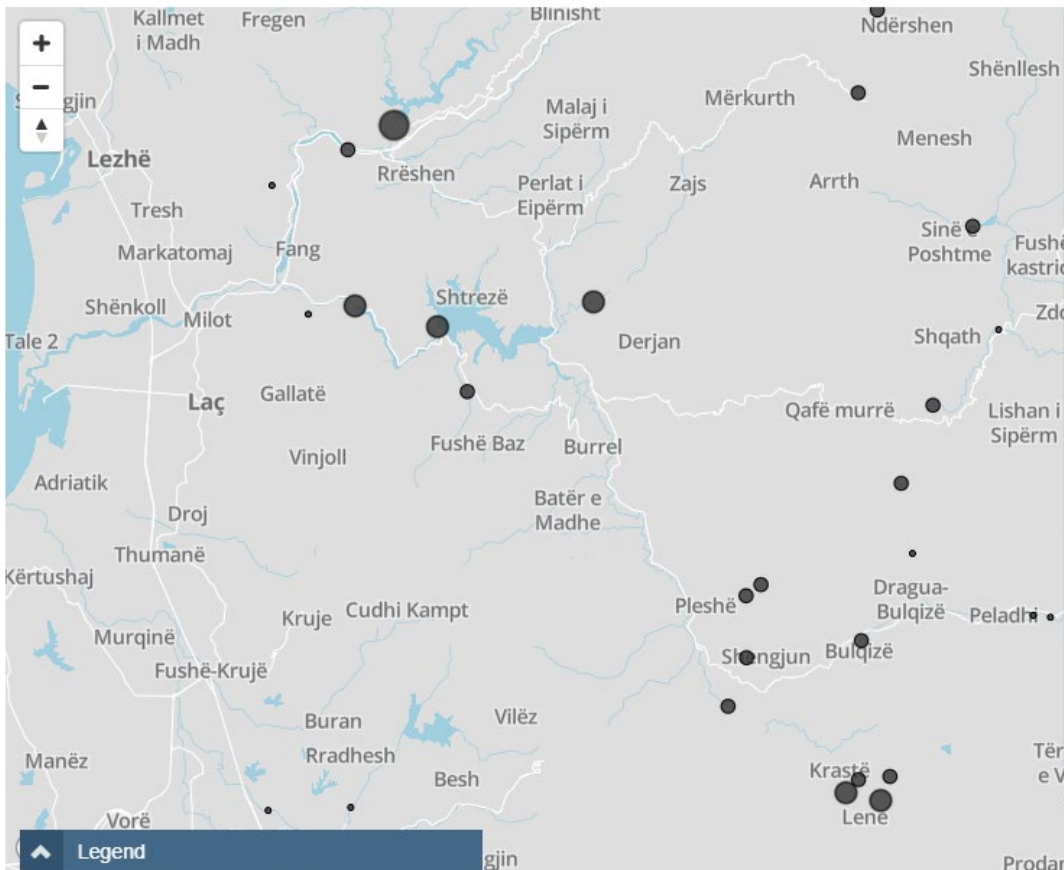 Kallmet
i Madh
Fregen
Blinisht
Ndërshen
Shënllesh
+
−
Malaj i
Sipërm
Mërkurth
Menesh
Lezhë
Rrëshen
Perlat i
Eipërm
Zajs
Arrth
Tresh
Sinë e
Poshtme
Markatomaj
Fang
Shënkoll
Milot
Shtrezë
Tale 2
Derjan
Shqath
Laç
Gallatë
Qafë murrë
Lishan i
Sipërm
Vinjoll
Fushë Baz
Burrel
Adriatik
Droj
Batër e
Madhe
Thumanë
Kërtushaj
Kruje
Cudhi Kampt
Pleshë
Dragua-
Bulqizë
Peladhi
Murqinë
Fushë-Krujë
Shengjun
Bulqizë
Buran
Vilëz
Manëz
Rradhesh
Besh
Krastë
Lenë
Vorë
Legend